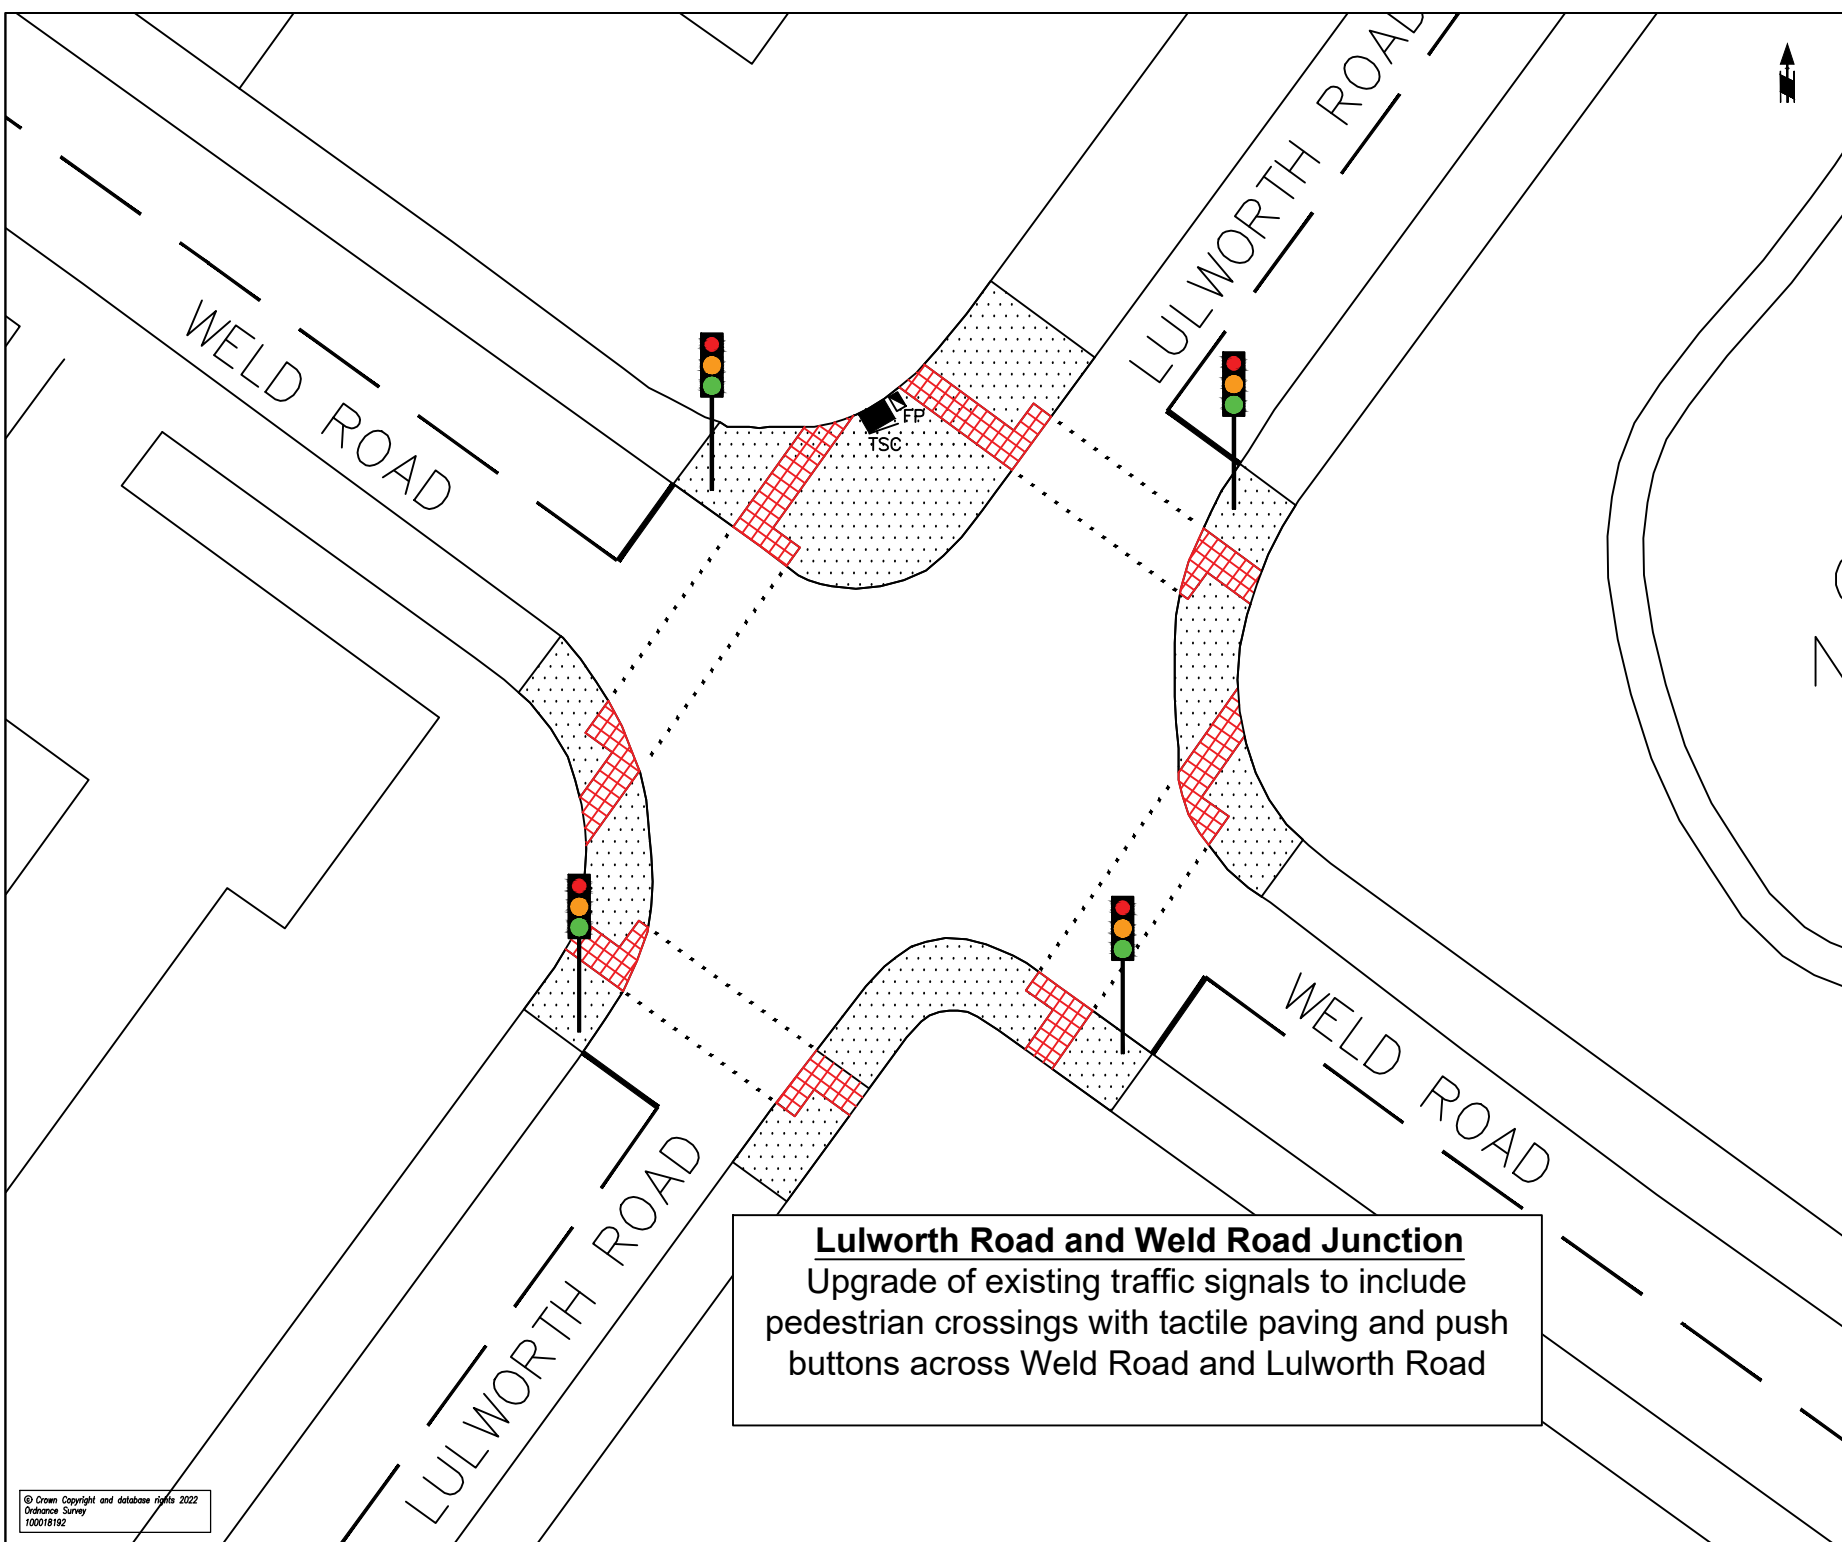 LULWORTH ROAD
N
WELD ROAD
FP
TSC
N
WELD ROAD
LULWORTH ROAD
Lulworth Road and Weld Road Junction
Upgrade of existing traffic signals to include
pedestrian crossings with tactile paving and push
buttons across Weld Road and Lulworth Road
© Crown Copyright and database rights 2022
Ordnance Survey
100018192